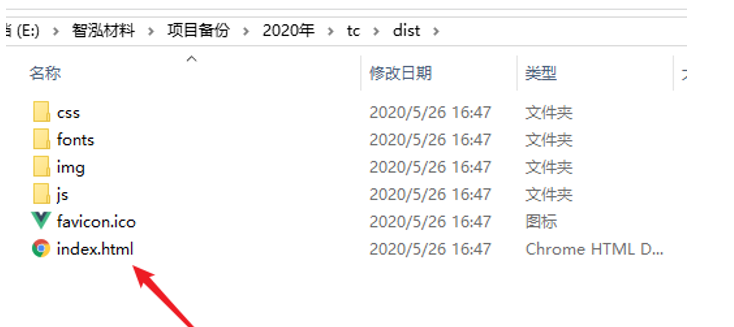 (E:) > 智泓材料 > 项目备份 > 2020年 > tc > dist >
名称 修改日期 类型
css 2020/5/26 16:47 文件夹
fonts 2020/5/26 16:47 文件夹
img 2020/5/26 16:47 文件夹
js 2020/5/26 16:47 文件夹
favicon.ico 2020/5/26 16:47 图标
index.html 2020/5/26 16:47 Chrome HTML D...